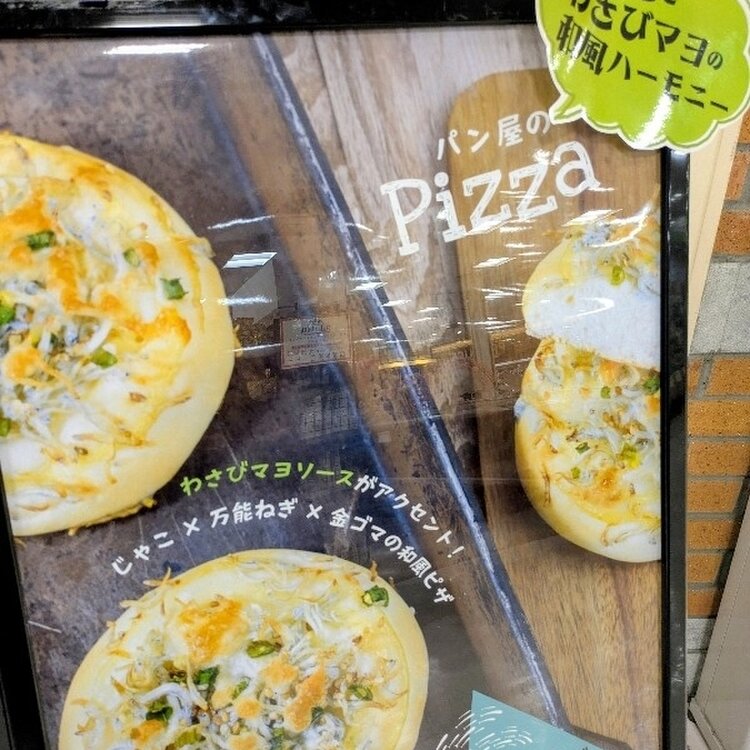 わさびマヨの
和風ハーモニー
パン屋の
Pizza
わさびマヨソースがアクセント!
じゃこ×万能ねぎ×金ゴマの和風ピザ